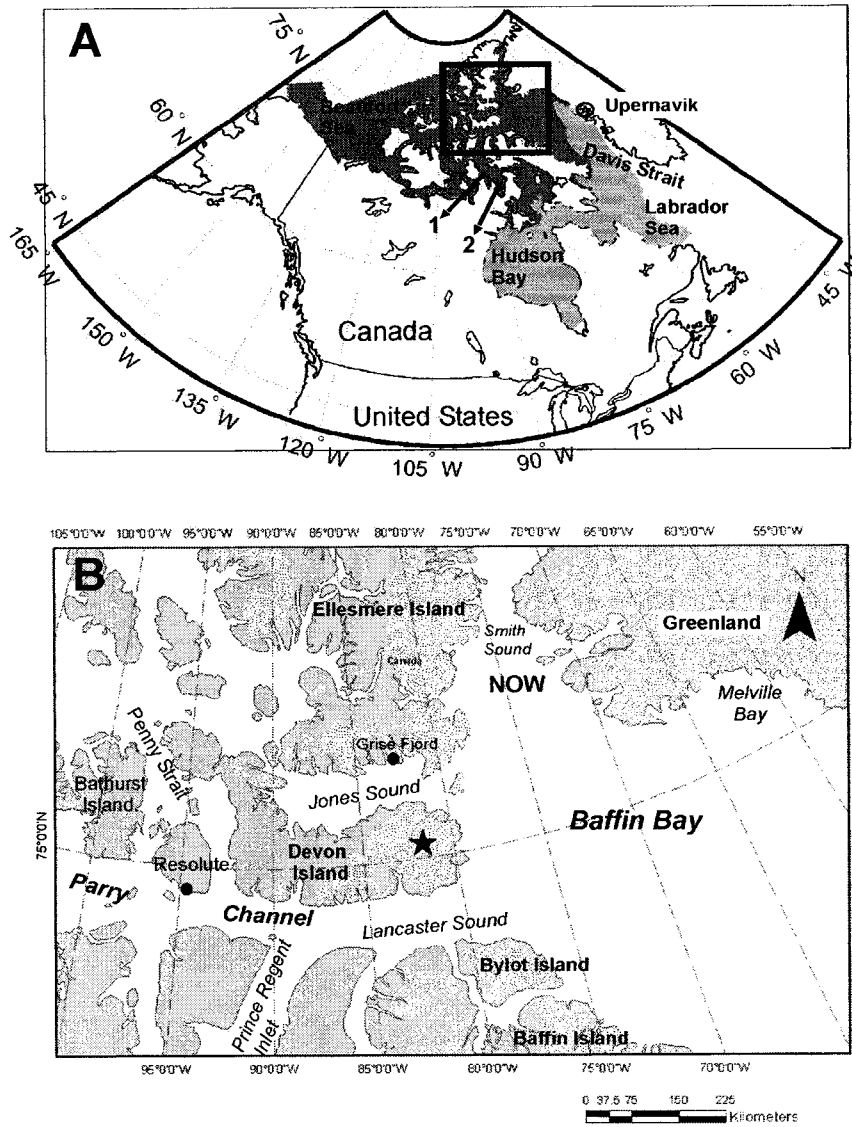 A
75° N
60° N
45° N
165° W
150° W
135° W
120° W
105° W
90° W
75° W
60° W
45° W
Beaufort
Sea
Upernavik
Davis Strait
Labrador
Sea
1
2
Hudson
Bay
Canada
United States
105°0'0"W 100°0'0"W 95°0'0"W 90°0'0"W 85°0'0"W 80°0'0"W 75°0'0"W 70°0'0"W 65°0'0"W 60°0'0"W 55°0'0"W
B
N
Ellesmere Island
Greenland
Smith
Sound
Canada
NOW
Melville
Bay
Penny Strait
Grise Fjord
Bathurst
Island
Jones Sound
Baffin Bay
75°0'0"N
Resolute
Devon
Island
Parry
Channel
Lancaster Sound
Prince Regent
Inlet
Bylot Island
Baffin Island
95°0'0"W 90°0'0"W 85°0'0"W 80°0'0"W 75°0'0"W 70°0'0"W
0 37.5 75 150 225
Kilometers